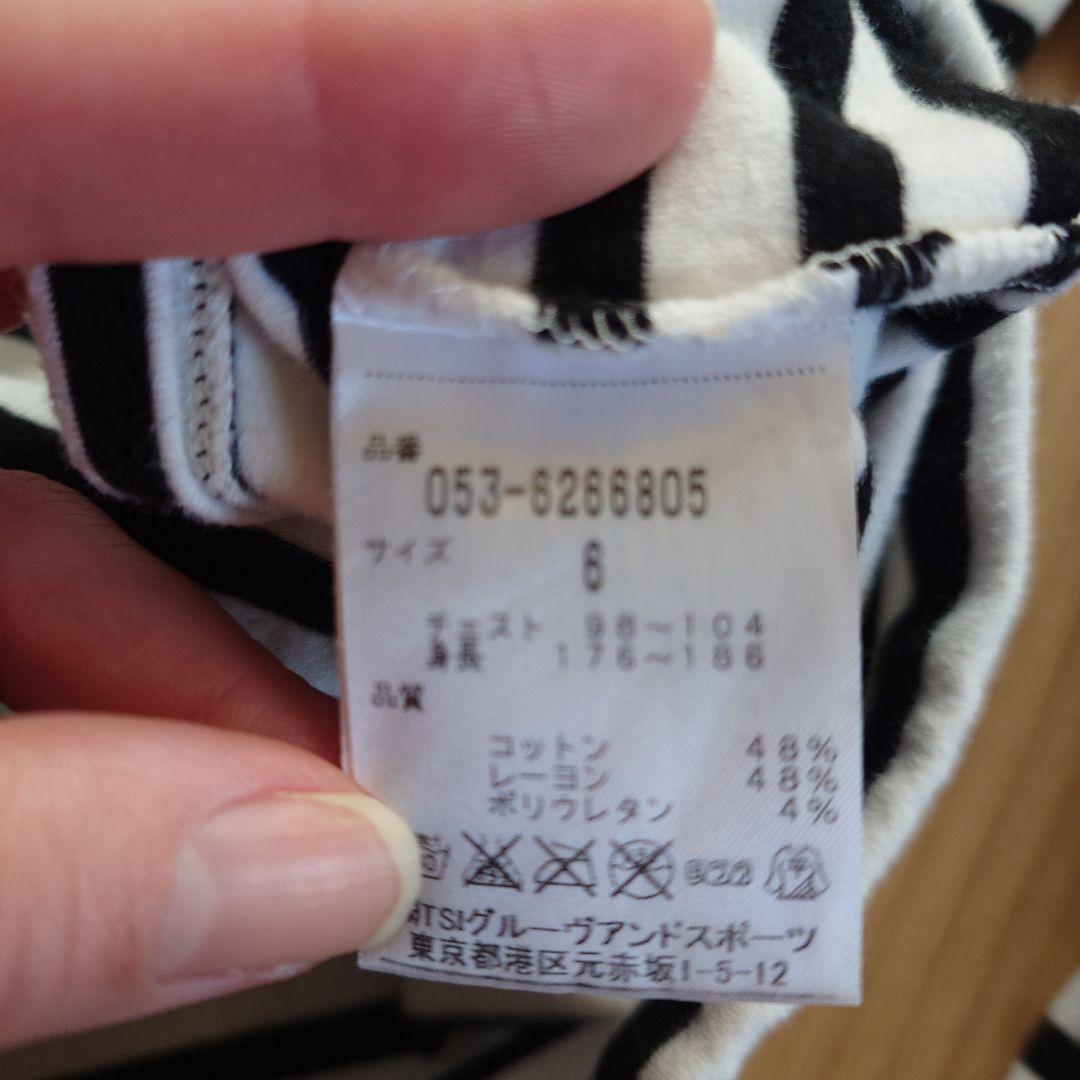 品番
053-6266805
サイズ
6
チェスト 98〜104
身長 176〜186
品質
コットン 48%
レーヨン 48%
ポリウレタン 4%
MTSIグルーヴアンドスポーツ
東京都港区元赤坂1-5-12